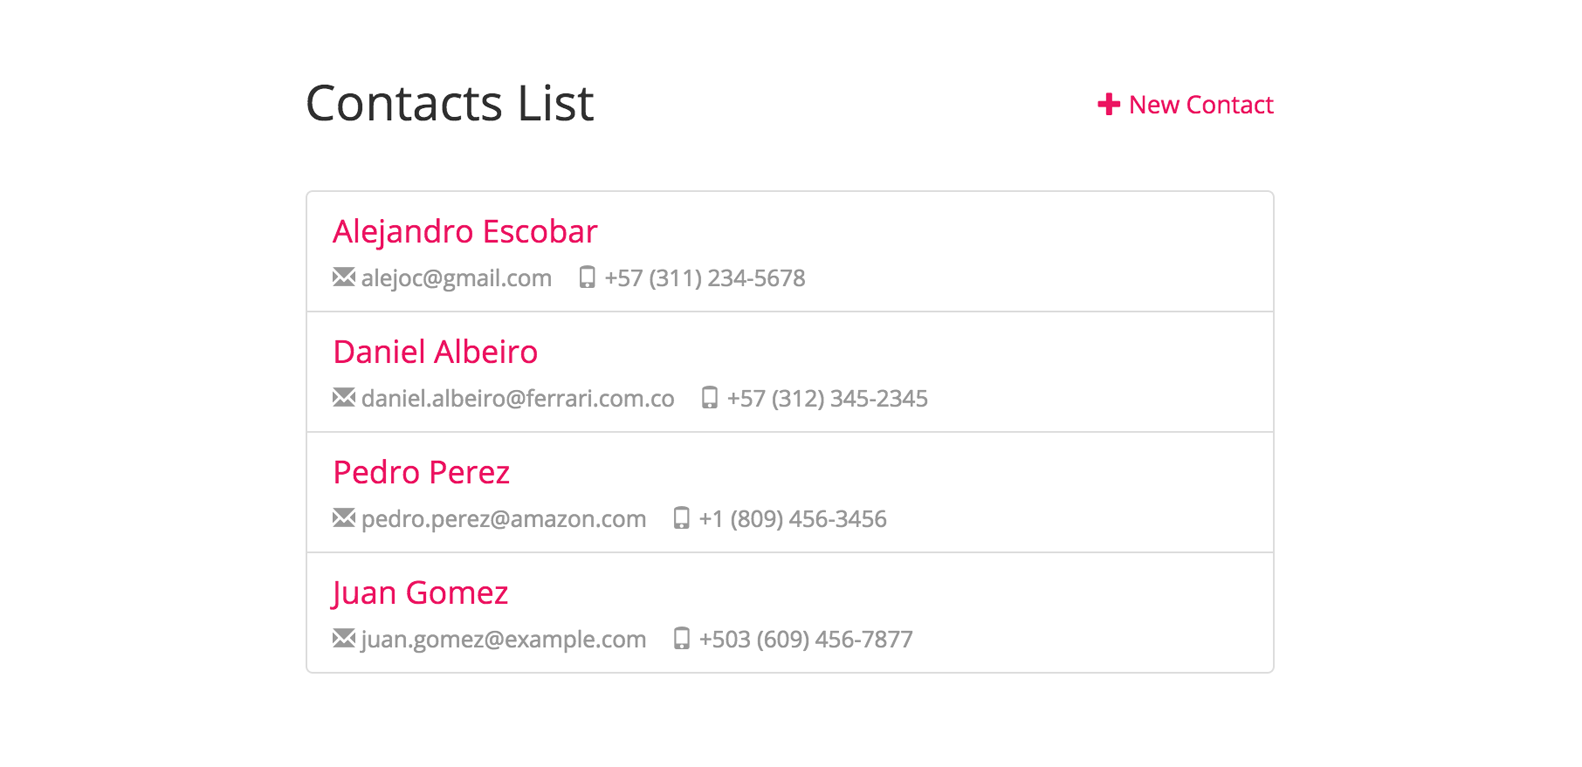 Contacts List
New Contact
Alejandro Escobar
alejoc@gmail.com +57 (311) 234-5678
Daniel Albeiro
daniel.albeiro@ferrari.com.co +57 (312) 345-2345
Pedro Perez
pedro.perez@amazon.com +1 (809) 456-3456
Juan Gomez
juan.gomez@example.com +503 (609) 456-7877